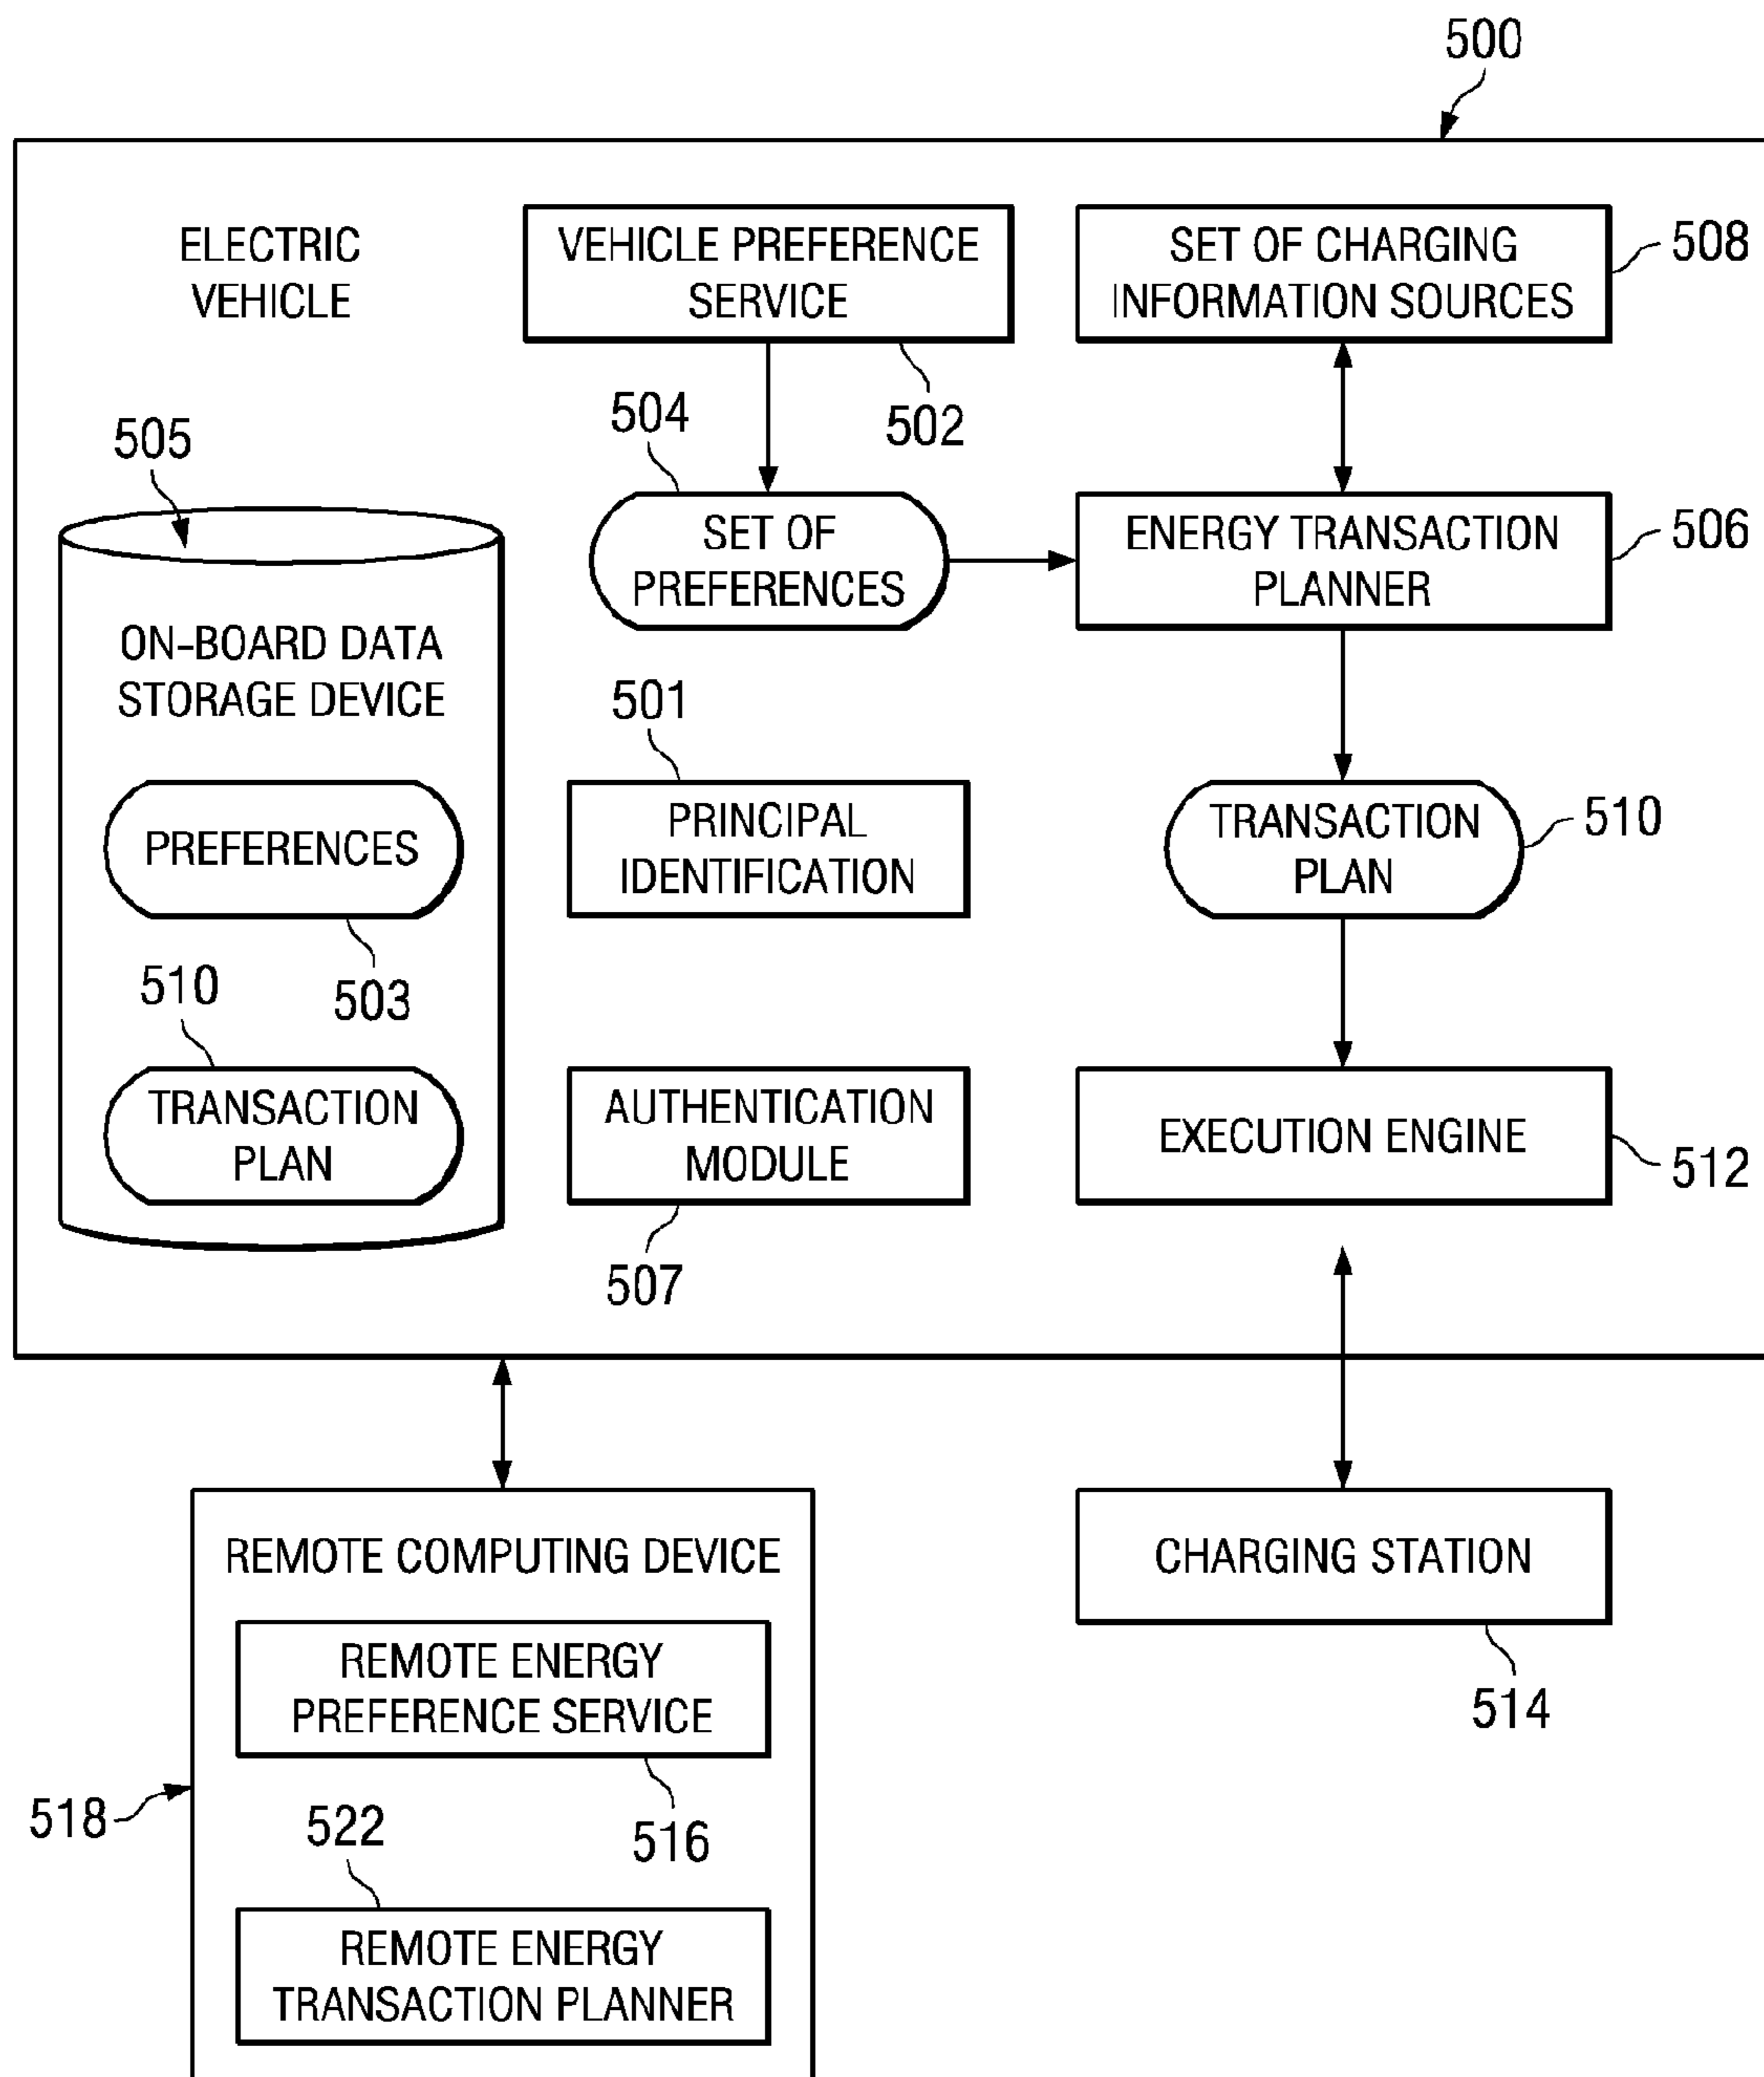 500
ELECTRIC
VEHICLE
VEHICLE PREFERENCE
SERVICE
502
SET OF CHARGING
INFORMATION SOURCES
508
504
SET OF
PREFERENCES
ENERGY TRANSACTION
PLANNER
506
505
ON-BOARD DATA
STORAGE DEVICE
PREFERENCES
503
510
TRANSACTION
PLAN
501
PRINCIPAL
IDENTIFICATION
TRANSACTION
PLAN
510
AUTHENTICATION
MODULE
507
EXECUTION ENGINE
512
REMOTE COMPUTING DEVICE
REMOTE ENERGY
PREFERENCE SERVICE
516
518
522
REMOTE ENERGY
TRANSACTION PLANNER
CHARGING STATION
514